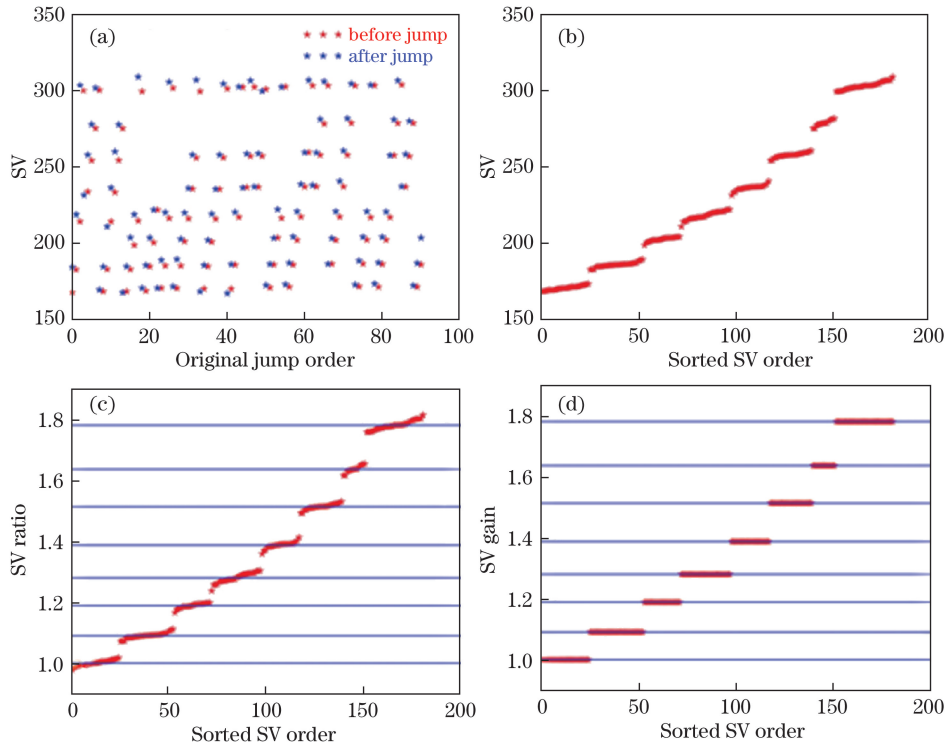 350
300
250
200
150
SV
(a)
before jump
after jump
0 20 40 60 80 100
Original jump order
350
300
250
200
150
SV
(b)
0 50 100 150 200
Sorted SV order
1.8
1.6
1.4
1.2
1.0
SV ratio
(c)
0 50 100 150 200
Sorted SV order
1.8
1.6
1.4
1.2
1.0
SV gain
(d)
0 50 100 150 200
Sorted SV order